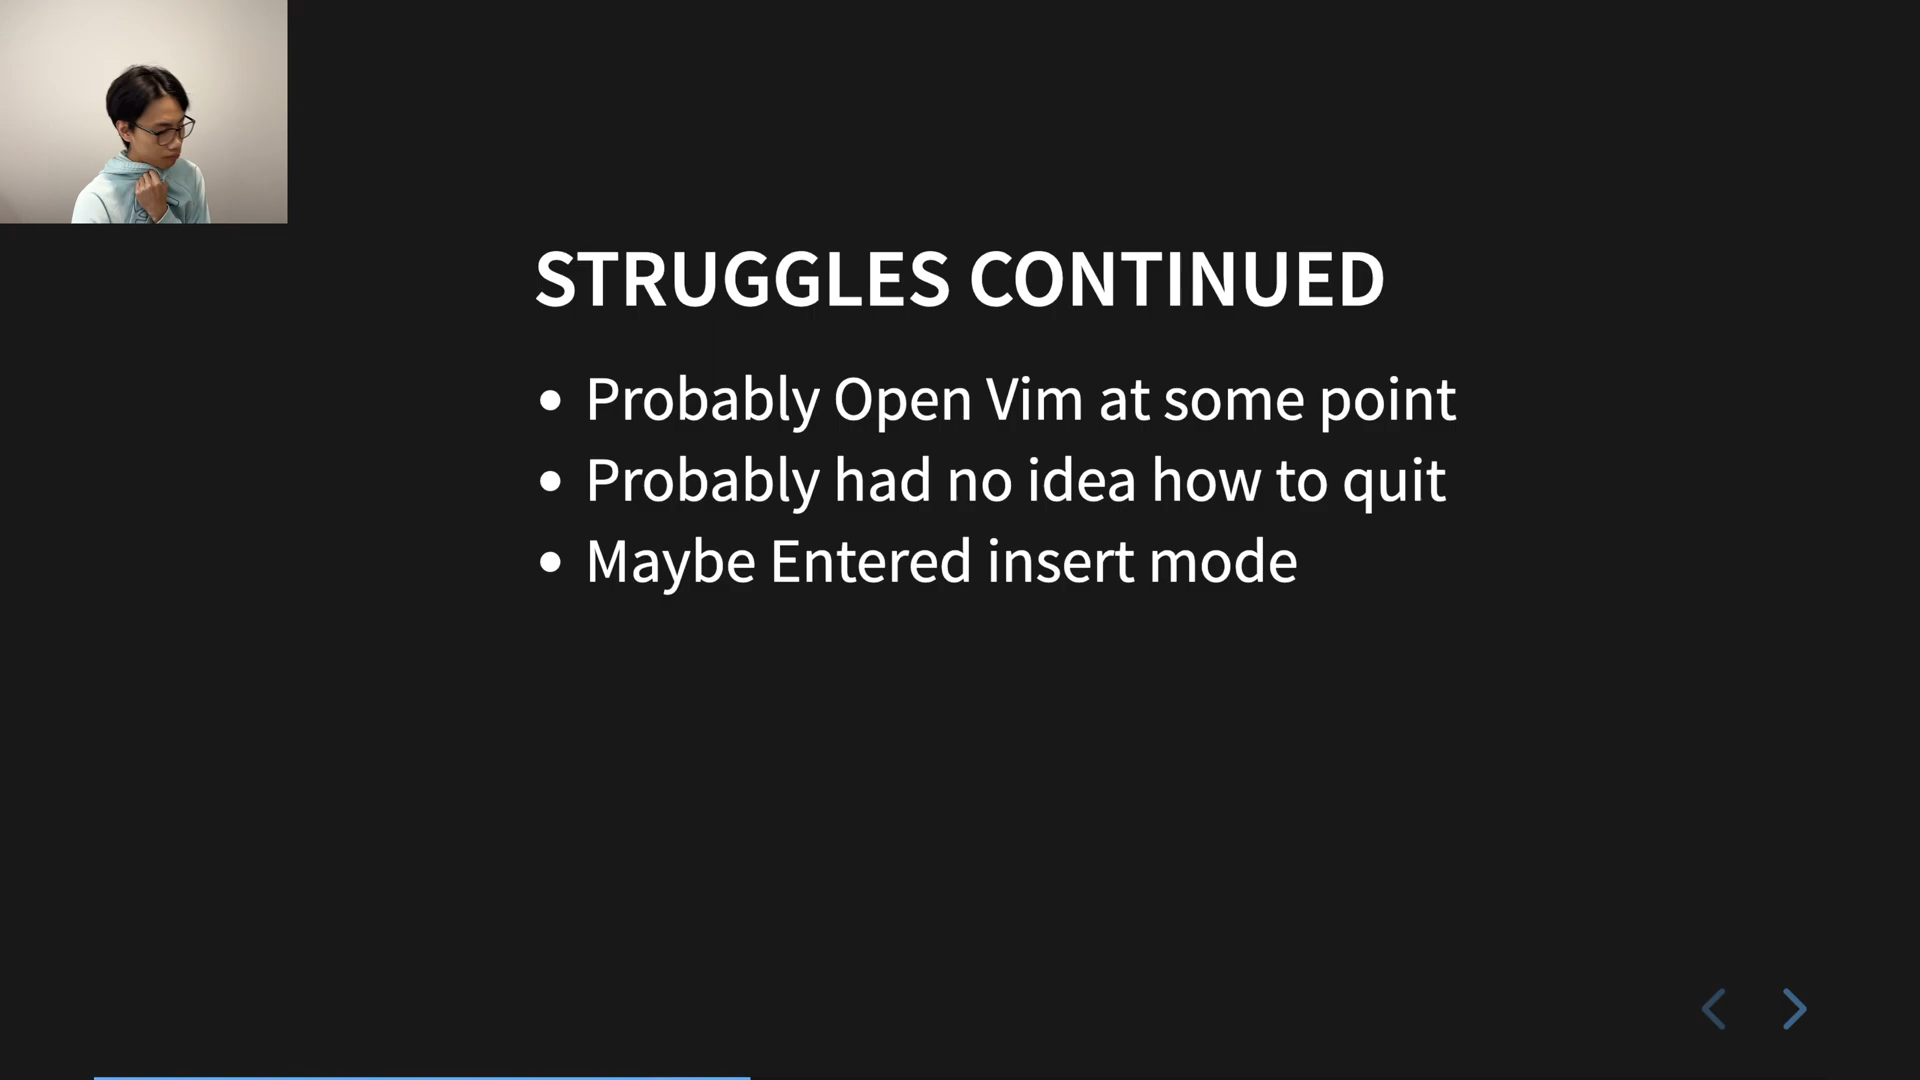 STRUGGLES CONTINUED
• Probably Open Vim at some point
• Probably had no idea how to quit
• Maybe Entered insert mode